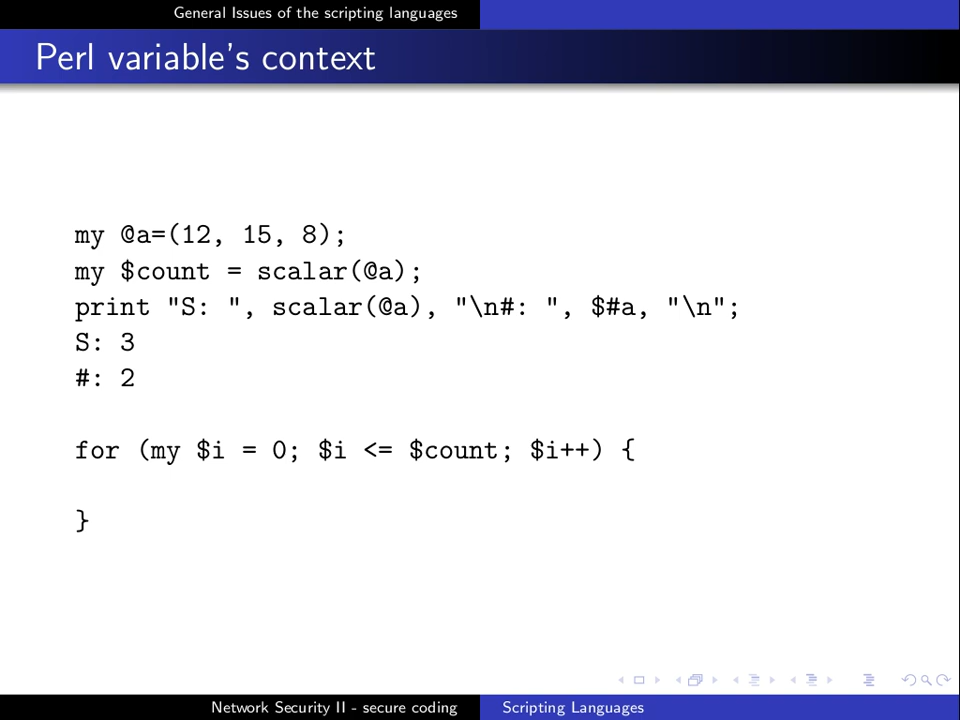 General Issues of the scripting languages
Perl variable's context
my @a=(12, 15, 8);
my $count = scalar(@a);
print "S: ", scalar(@a), "\n#: ", $#a, "\n";
S: 3
#: 2
for (my $i = 0; $i <= $count; $i++) {
}
Network Security II - secure coding
Scripting Languages